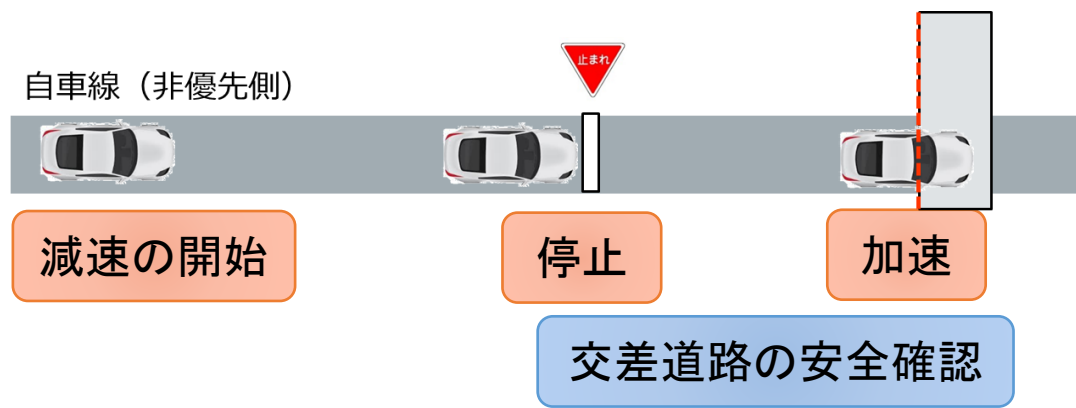 止まれ
自車線（非優先側）
減速の開始
停止
加速
交差道路の安全確認